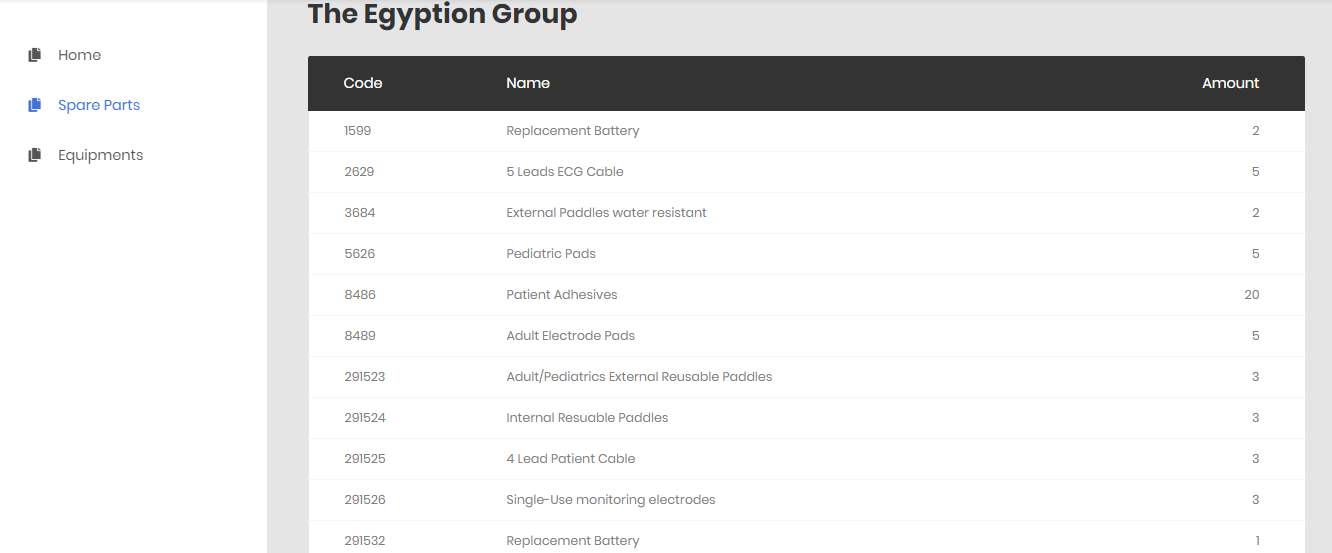 The Egyption Group
Home
Spare Parts
Equipments
Code Name Amount
1599 Replacement Battery 2
2629 5 Leads ECG Cable 5
3684 External Paddles water resistant 2
5626 Pediatric Pads 5
8486 Patient Adhesives 20
8489 Adult Electrode Pads 5
291523 Adult/Pediatrics External Reusable Paddles 3
291524 Internal Resuable Paddles 3
291525 4 Lead Patient Cable 3
291526 Single-Use monitoring electrodes 3
291532 Replacement Battery 1